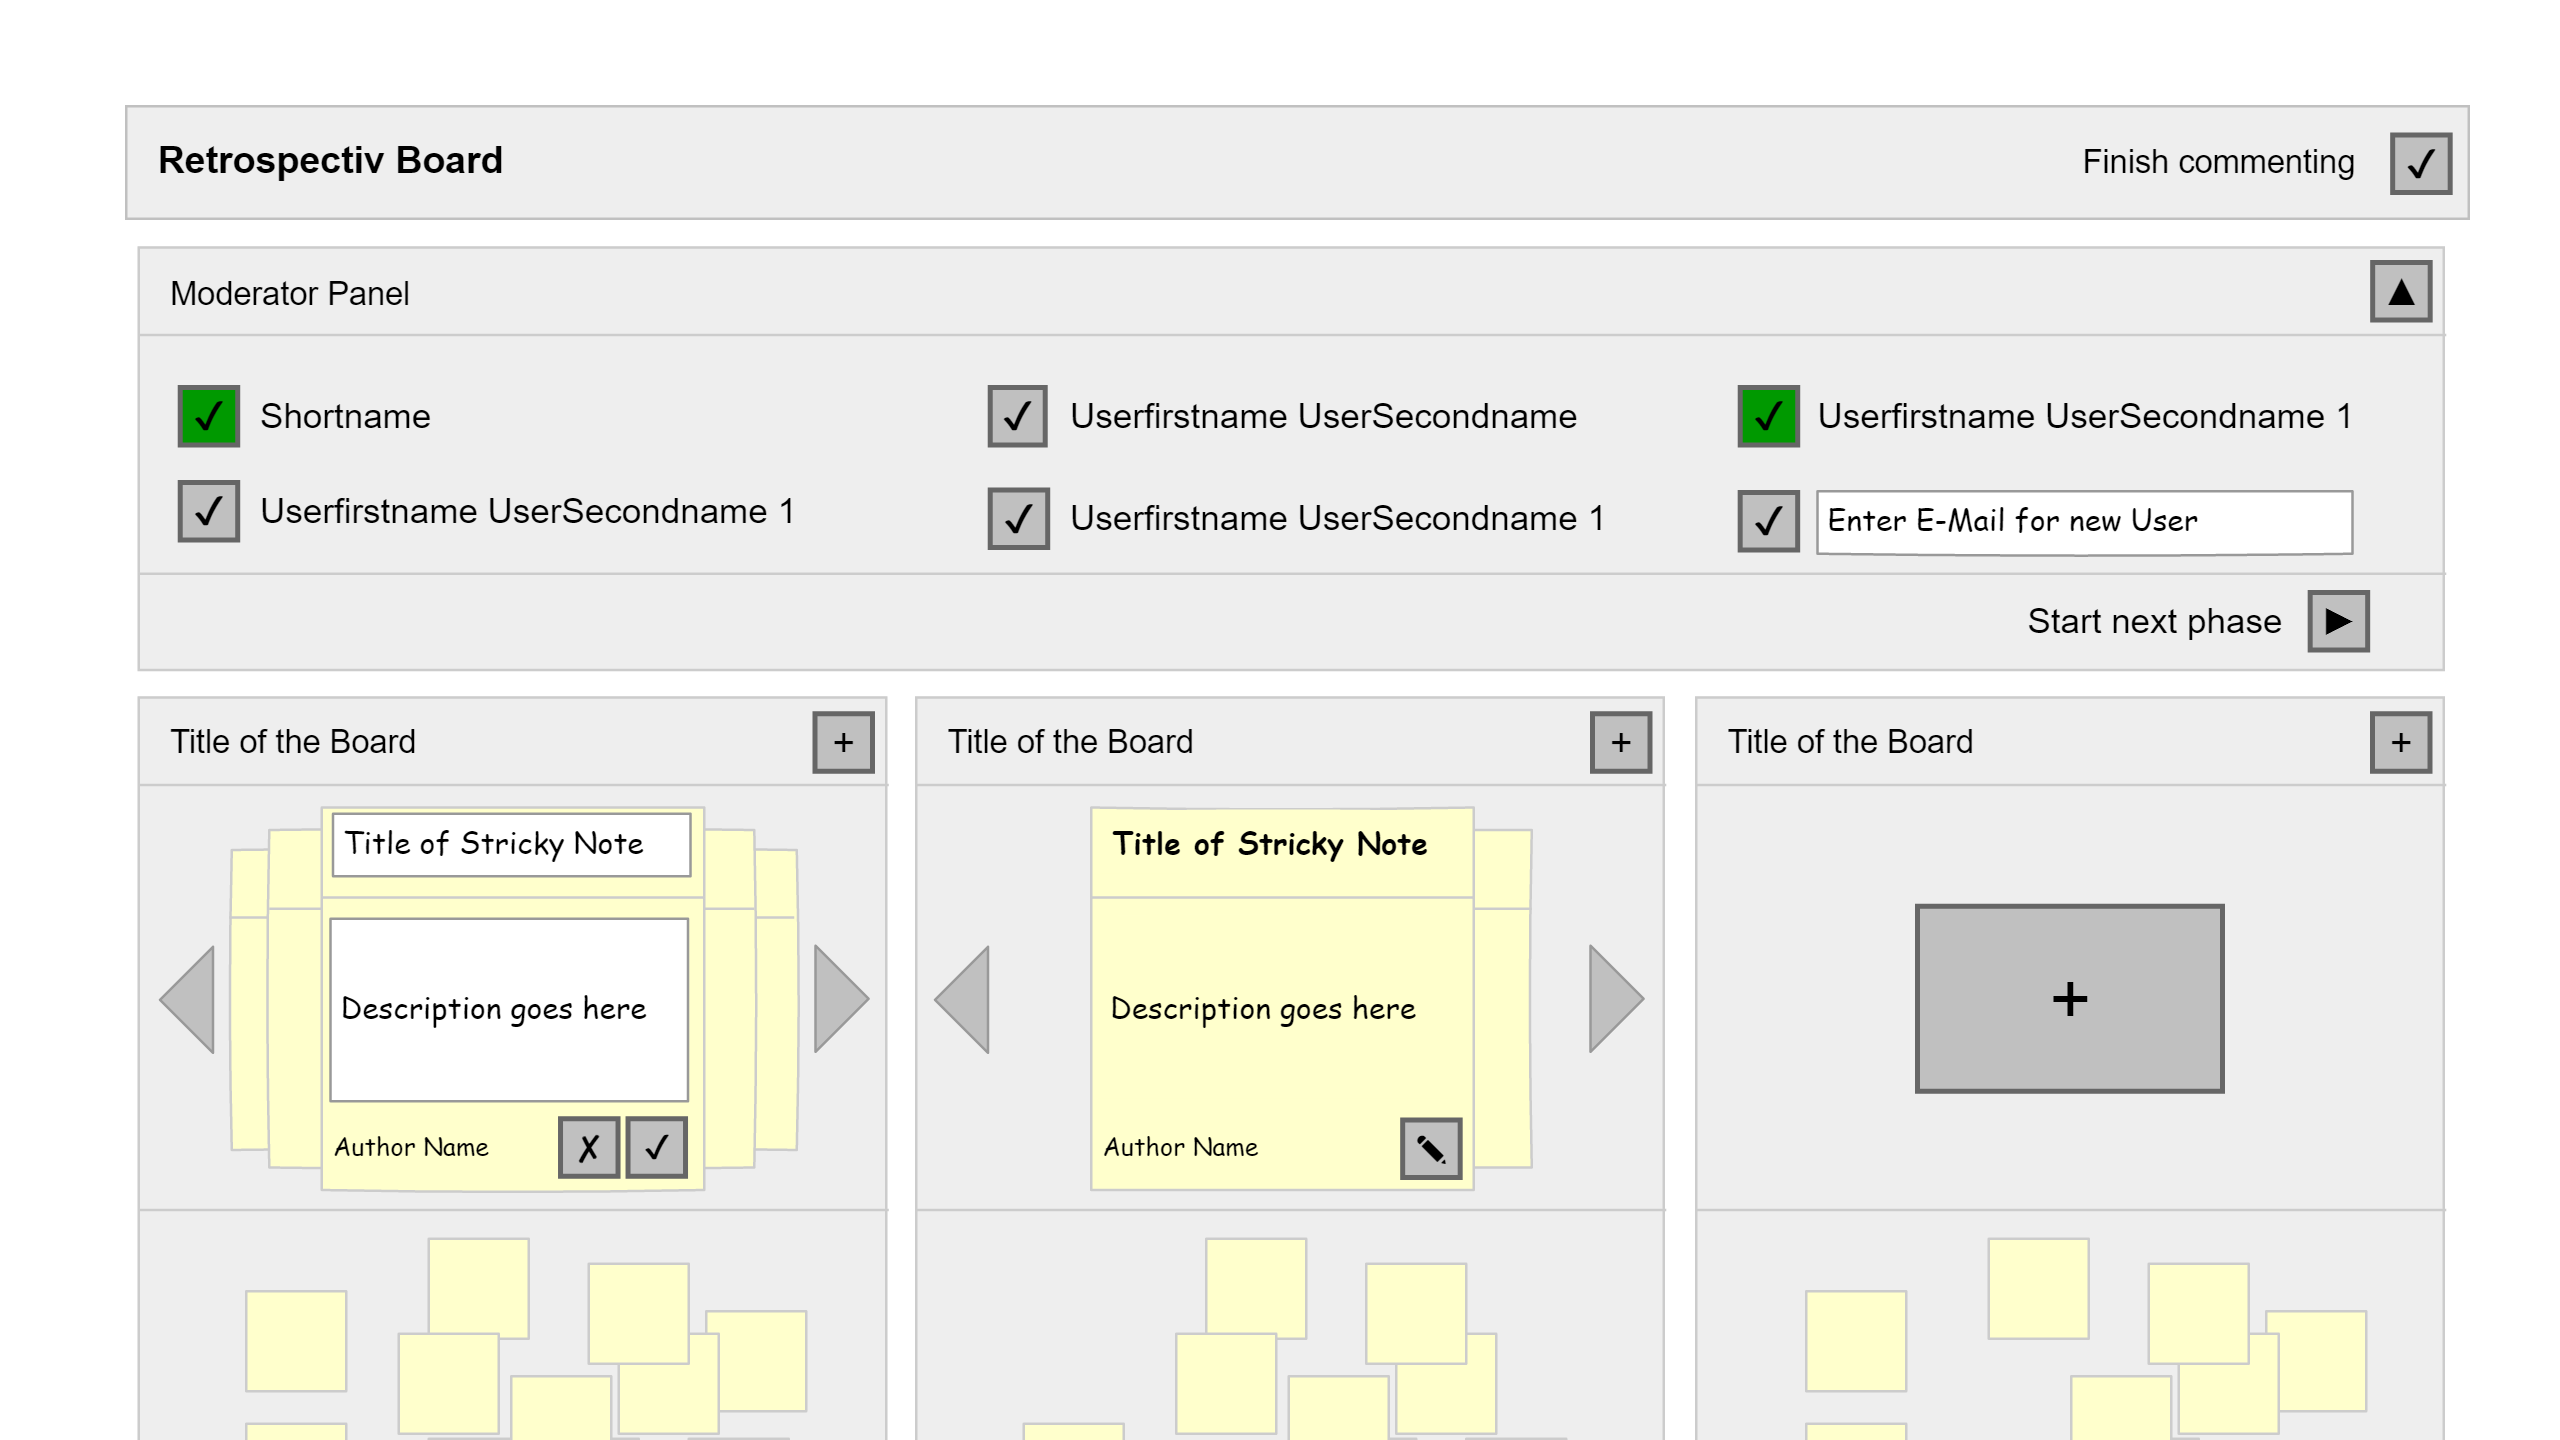 Retrospectiv Board
Finish commenting ✓
Moderator Panel ▲
✓ Shortname
✓ Userfirstname UserSecondname
✓ Userfirstname UserSecondname 1
✓ Userfirstname UserSecondname 1
✓ Userfirstname UserSecondname 1
✓ Enter E-Mail for new User
Start next phase ▶
Title of the Board +
Title of the Board +
Title of the Board +
Title of Stricky Note
Description goes here
Author Name ✗ ✓
Title of Stricky Note
Description goes here
Author Name
+